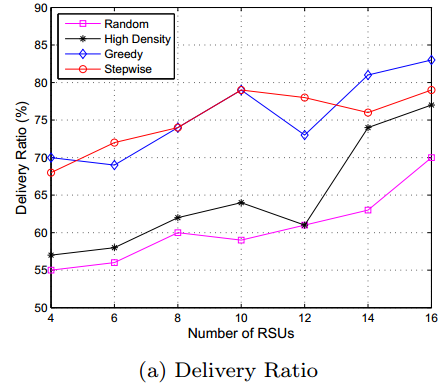 90
85
80
75
70
65
60
55
50
Delivery Ratio (%)
Random
High Density
Greedy
Stepwise
4 6 8 10 12 14 16
Number of RSUs
(a) Delivery Ratio